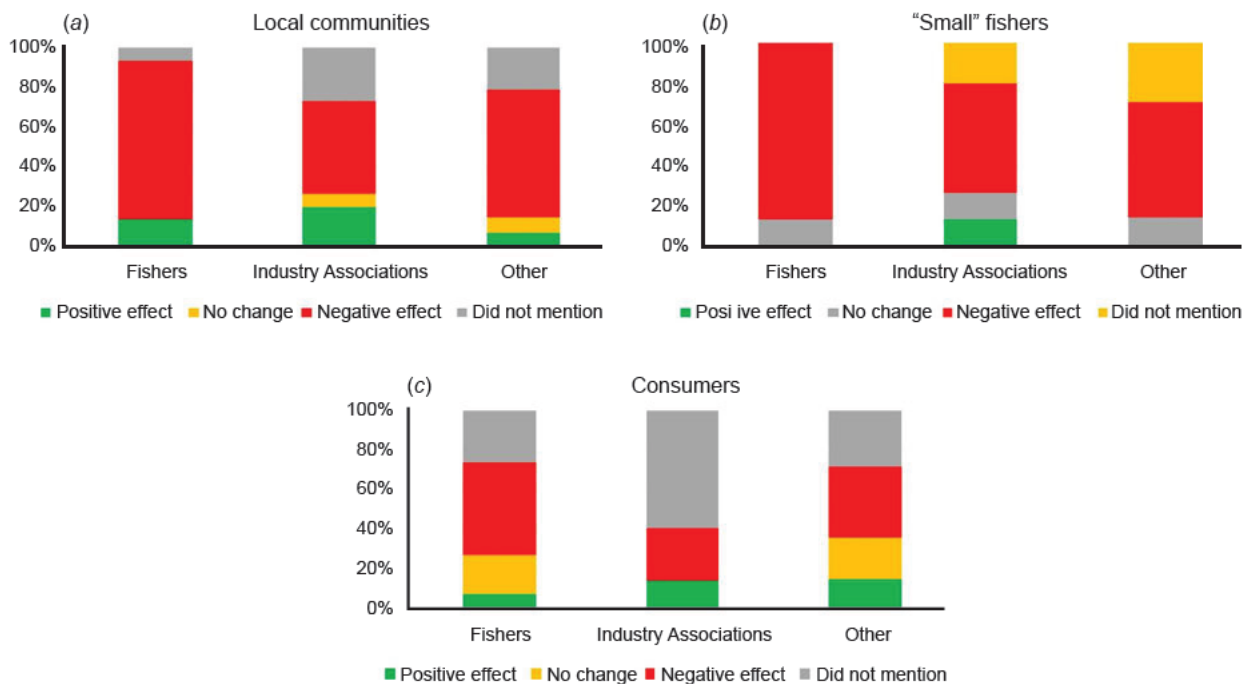 (a) Local communities
100%
80%
60%
40%
20%
0%
Fishers Industry Associations Other
Positive effect No change Negative effect Did not mention
(b) “Small” fishers
100%
80%
60%
40%
20%
0%
Fishers Industry Associations Other
Posi ive effect No change Negative effect Did not mention
(c) Consumers
100%
80%
60%
40%
20%
0%
Fishers Industry Associations Other
Positive effect No change Negative effect Did not mention